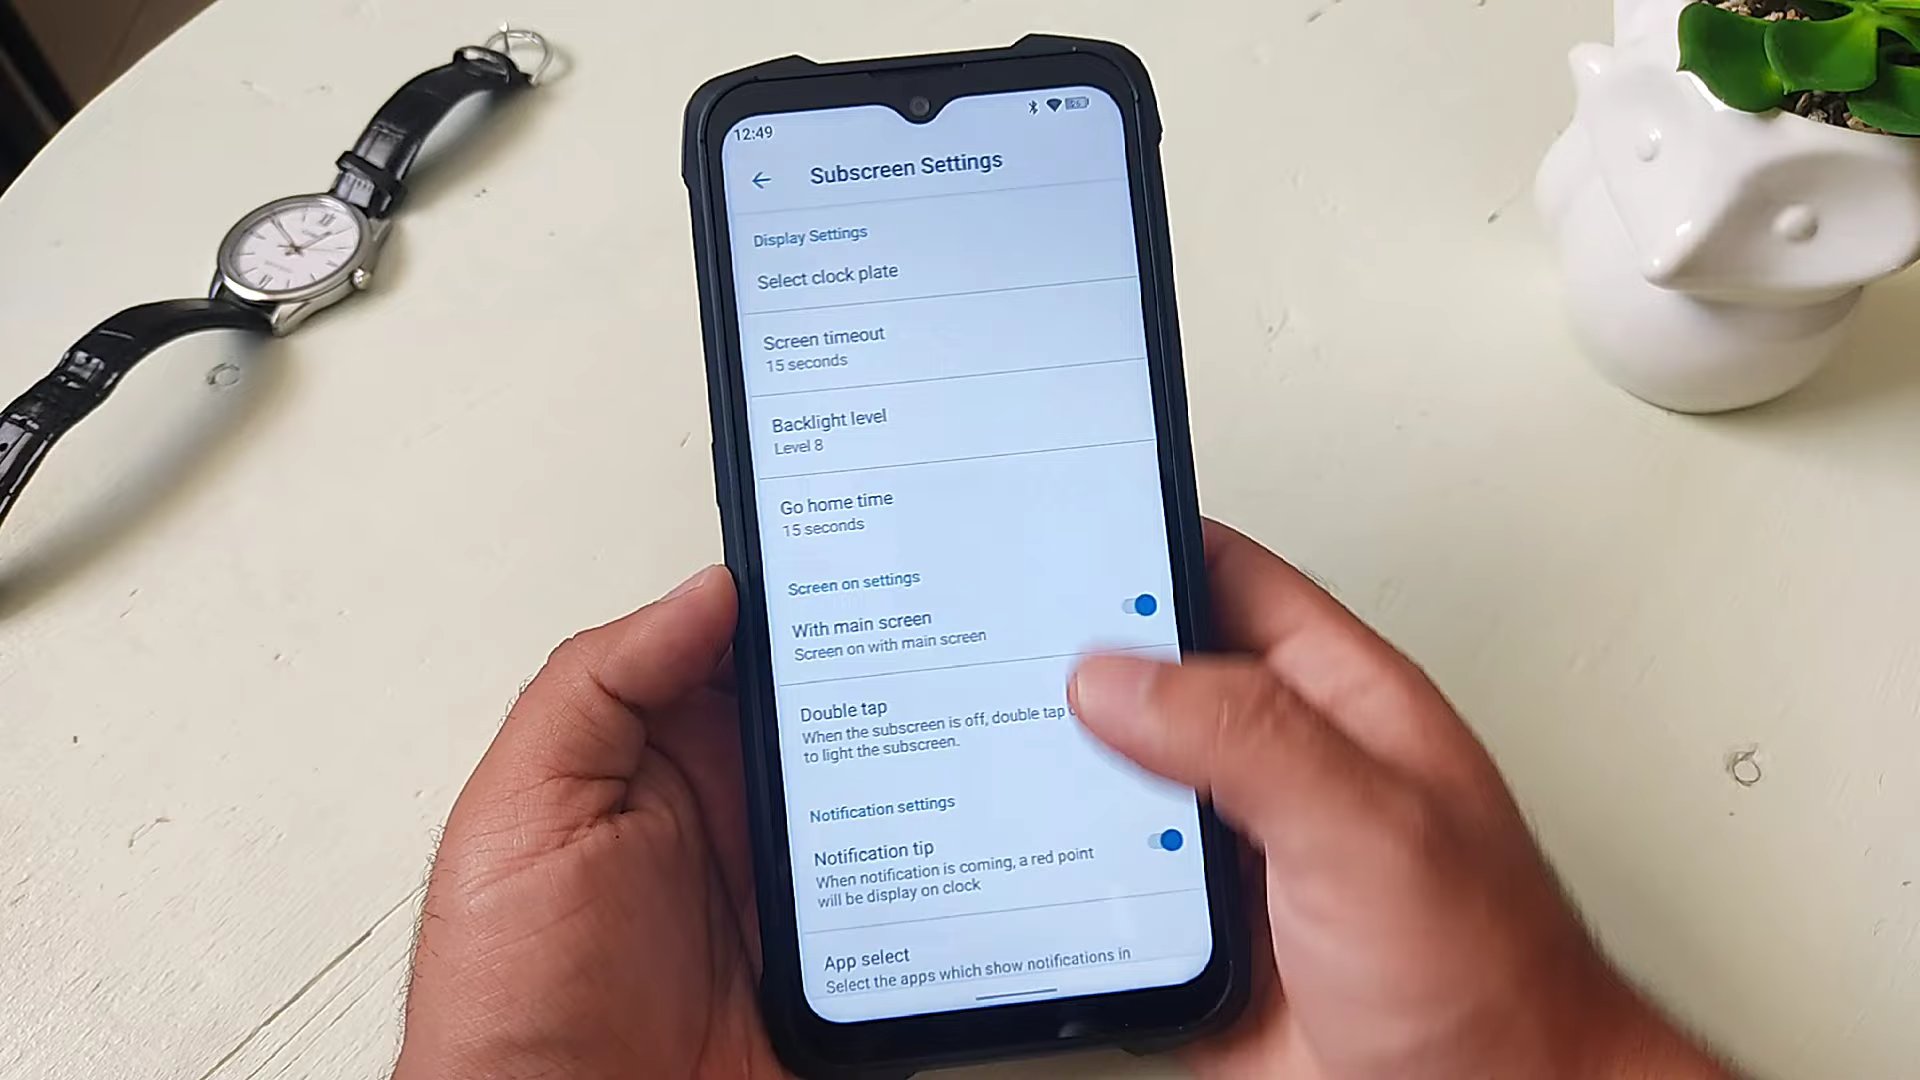 12:49
Subscreen Settings
Display Settings
Select clock plate
Screen timeout
15 seconds
Backlight level
Level 8
Go home time
15 seconds
Screen on settings
With main screen
Screen on with main screen
Double tap
When the subscreen is off, double tap
to light the subscreen.
Notification settings
Notification tip
When notification is coming, a red point
will be display on clock
App select
Select the apps which show notifications in